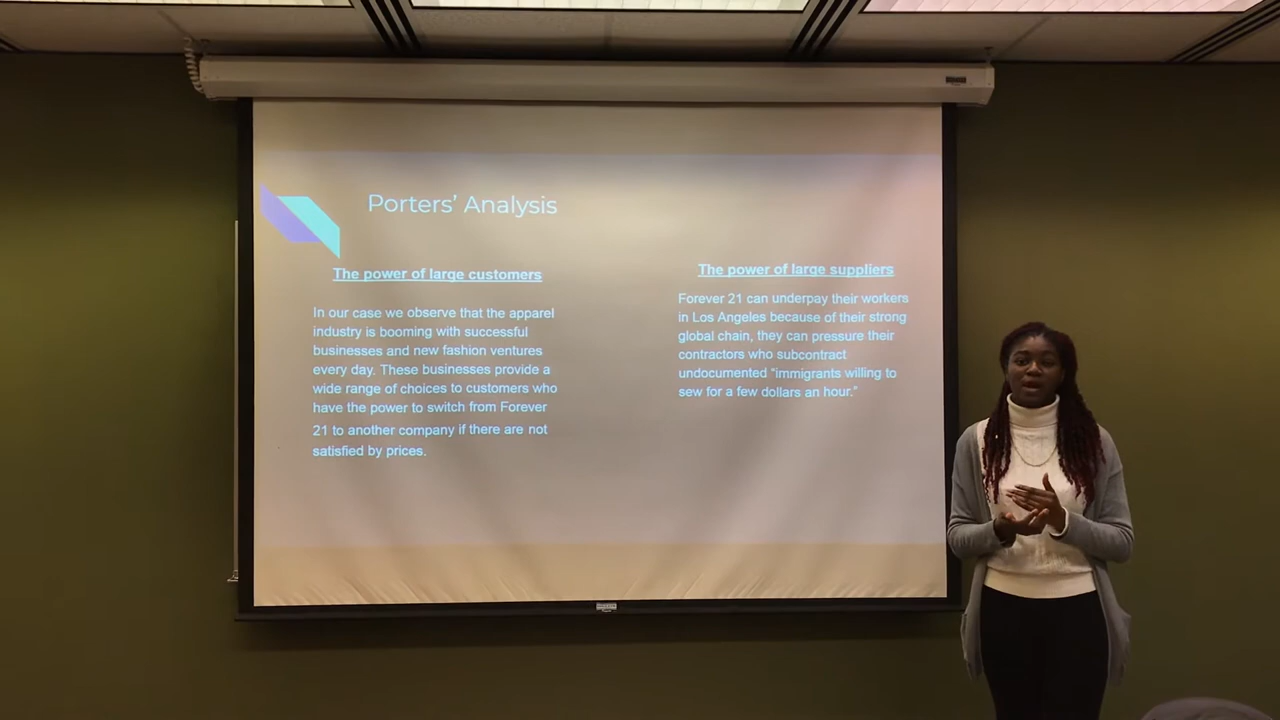 Porters’ Analysis
The power of large customers
In our case we observe that the apparel
industry is booming with successful
businesses and new fashion ventures
every day. These businesses provide a
wide range of choices to customers who
have the power to switch from Forever
21 to another company if there are not
satisfied by prices.
The power of large suppliers
Forever 21 can underpay their workers
in Los Angeles because of their strong
global chain, they can pressure their
contractors who subcontract
undocumented “immigrants willing to
sew for a few dollars an hour.”